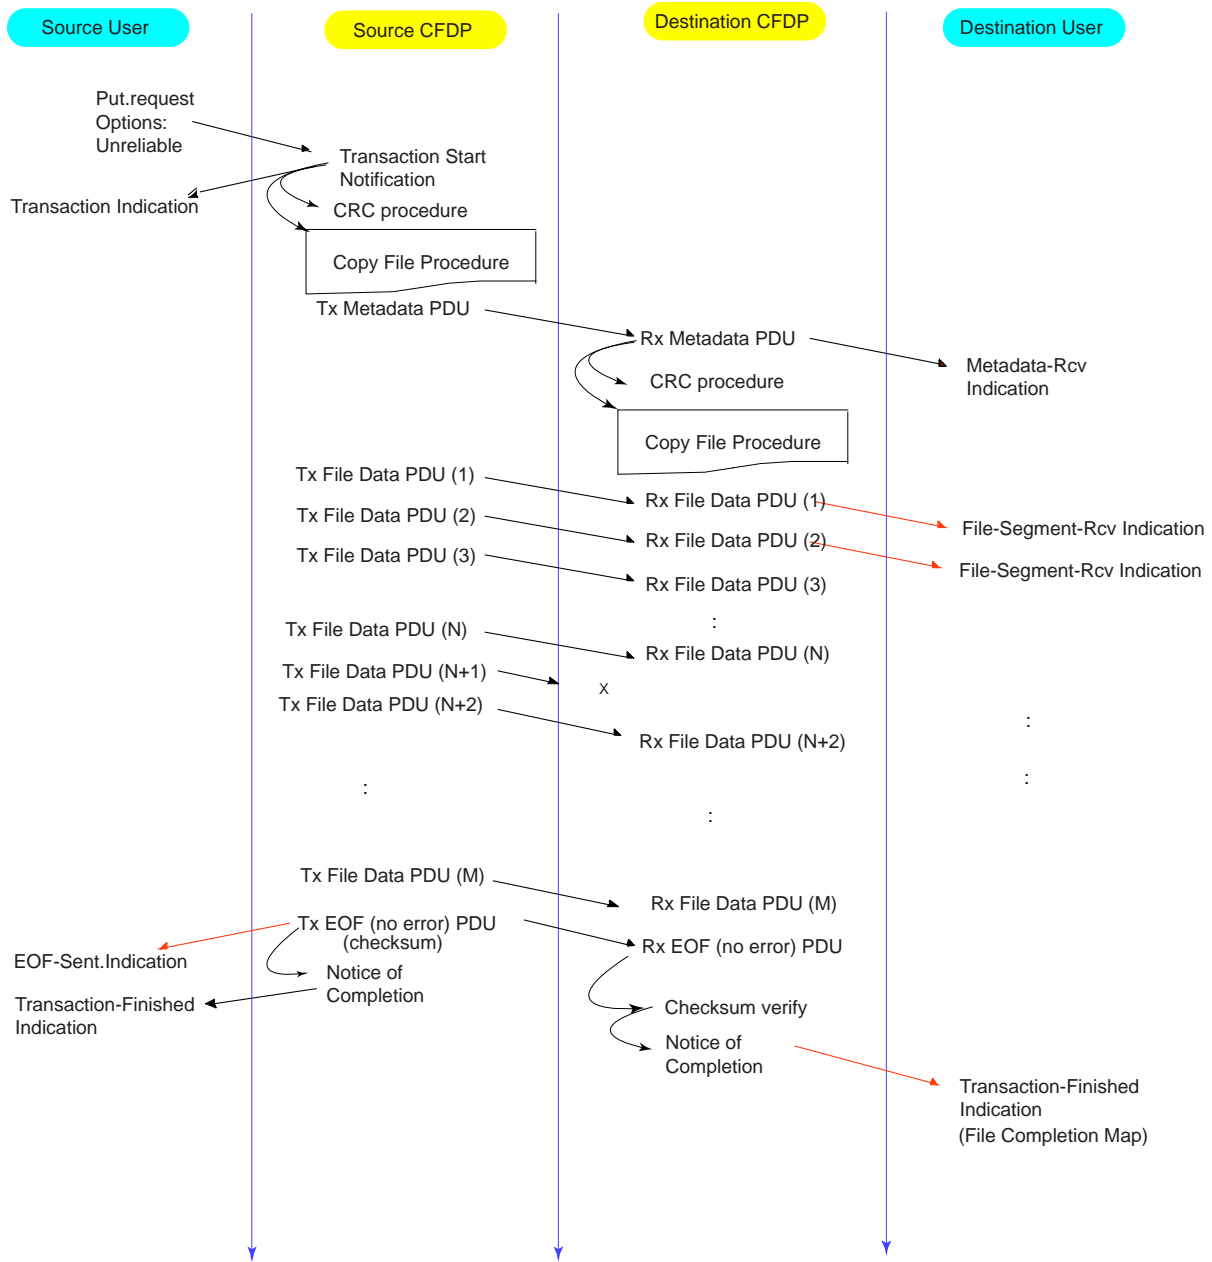 Source User
Source CFDP
Destination CFDP
Destination User
Put.request
Options:
Unreliable
Transaction Start
Notification
Transaction Indication
CRC procedure
Copy File Procedure
Tx Metadata PDU
Rx Metadata PDU
Metadata-Rcv
Indication
CRC procedure
Copy File Procedure
Tx File Data PDU (1)
Rx File Data PDU (1)
File-Segment-Rcv Indication
Tx File Data PDU (2)
Rx File Data PDU (2)
File-Segment-Rcv Indication
Tx File Data PDU (3)
Rx File Data PDU (3)
:
Tx File Data PDU (N)
Rx File Data PDU (N)
Tx File Data PDU (N+1)
X
Tx File Data PDU (N+2)
:
Rx File Data PDU (N+2)
:
:
:
Tx File Data PDU (M)
Rx File Data PDU (M)
Tx EOF (no error) PDU
(checksum)
Rx EOF (no error) PDU
EOF-Sent.Indication
Notice of
Completion
Transaction-Finished
Indication
Checksum verify
Notice of
Completion
Transaction-Finished
Indication
(File Completion Map)